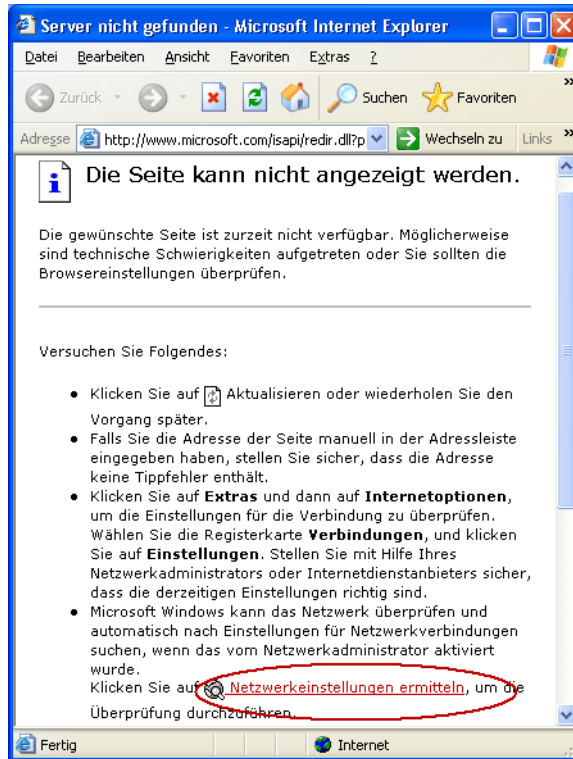 Server nicht gefunden - Microsoft Internet Explorer
Datei Bearbeiten Ansicht Favoriten Extras ?
Zurück Suchen Favoriten »
Adresse http://www.microsoft.com/isapi/redir.dll?p Wechseln zu Links »
Die Seite kann nicht angezeigt werden.
Die gewünschte Seite ist zurzeit nicht verfügbar. Möglicherweise
sind technische Schwierigkeiten aufgetreten oder Sie sollten die
Browsereinstellungen überprüfen.
Versuchen Sie Folgendes:
• Klicken Sie auf Aktualisieren oder wiederholen Sie den
Vorgang später.
• Falls Sie die Adresse der Seite manuell in der Adressleiste
eingegeben haben, stellen Sie sicher, dass die Adresse
keine Tippfehler enthält.
• Klicken Sie auf Extras und dann auf Internetoptionen,
um die Einstellungen für die Verbindung zu überprüfen.
Wählen Sie die Registerkarte Verbindungen, und klicken
Sie auf Einstellungen. Stellen Sie mit Hilfe Ihres
Netzwerkadministrators oder Internetdienstanbieters sicher,
dass die derzeitigen Einstellungen richtig sind.
• Microsoft Windows kann das Netzwerk überprüfen und
automatisch nach Einstellungen für Netzwerkverbindungen
suchen, wenn das vom Netzwerkadministrator aktiviert
wurde.
Klicken Sie auf Netzwerkeinstellungen ermitteln, um die
Überprüfung durchzuführen.
Fertig Internet